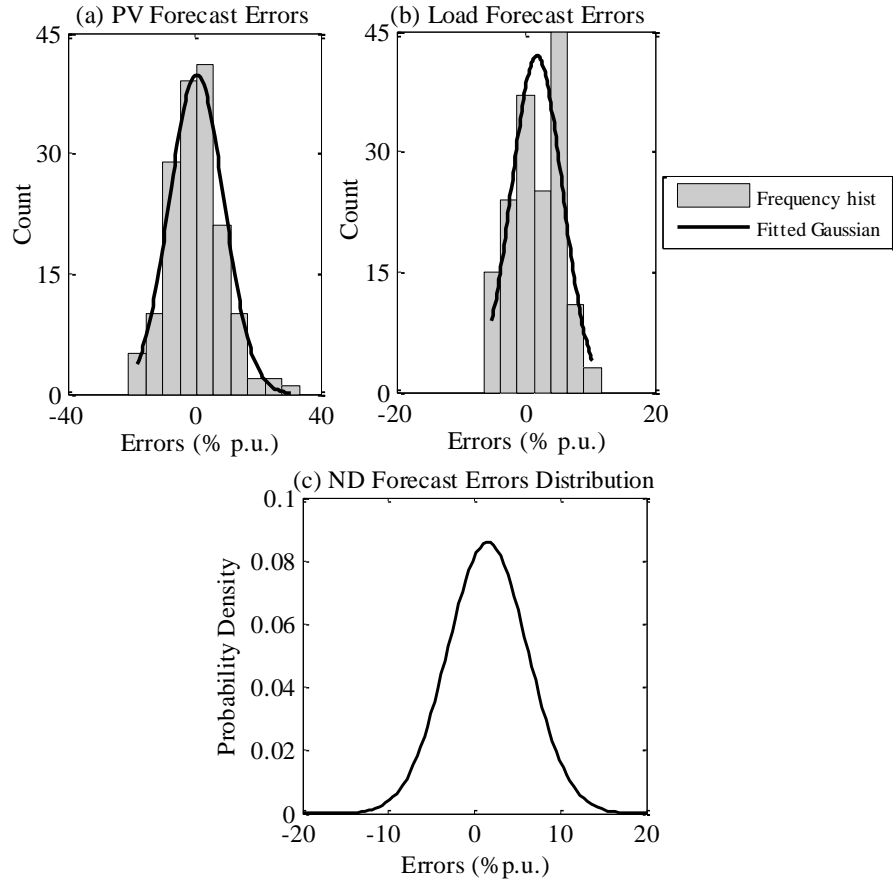 (a) PV Forecast Errors
45
30
15
0
-40
0
40
Count
Errors (% p.u.)
(b) Load Forecast Errors
45
30
15
0
-20
0
20
Count
Errors (% p.u.)
Frequency hist
Fitted Gaussian
(c) ND Forecast Errors Distribution
0.1
0.08
0.06
0.04
0.02
0
-20
-10
0
10
20
Probability Density
Errors (%p.u.)